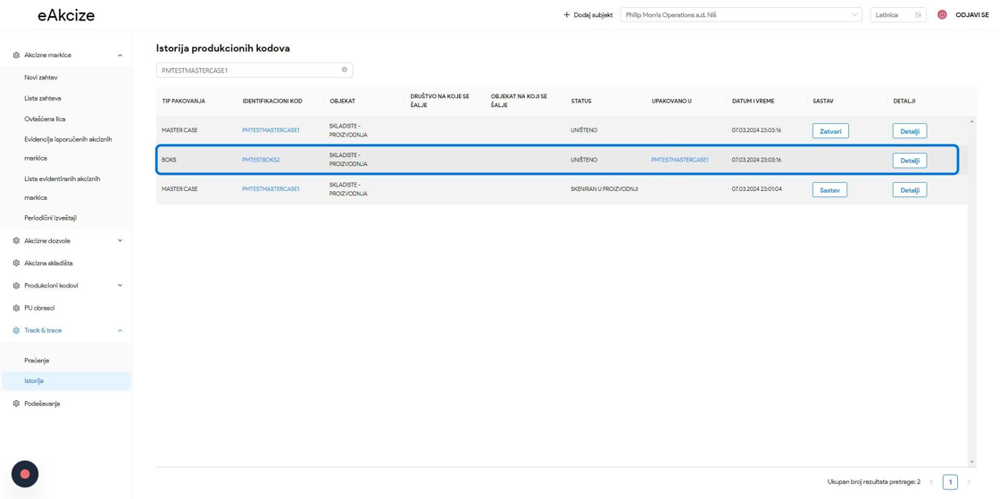 eAkcize
+ Dodaj subjekt
Philip Morris Operations a.d. Niš
Latinica
ODJAVI SE
Akcizne markice
Novi zahtev
Lista zahteva
Ovlašćena lica
Evidencija isporučenih akciznih
markica
Lista evidentiranih akciznih
markica
Periodični izveštaji
Akcizne dozvole
Akcizna skladišta
Produkcioni kodovi
PU obrasci
Track & trace
Praćenje
Istorija
Podešavanja
Istorija produkcionih kodova
PMTESTMASTERCASE1
TIP PAKOVANJA IDENTIFIKACIONI KOD OBJEKAT DRUŠTVO NA KOJE SE ŠALJE OBJEKAT NA KOJI SE ŠALJE STATUS UPAKOVANO U DATUM I VREME SASTAV DETALJI
MASTER CASE PMTESTMASTERCASE1 SKLADISTE - PROIZVODNJA UNIŠTENO 07.03.2024 23:03:16 Zatvori Detalji
BOKS PMTESTBOKS2 SKLADISTE - PROIZVODNJA UNIŠTENO PMTESTMASTERCASE1 07.03.2024 23:03:16 Detalji
MASTER CASE PMTESTMASTERCASE1 SKLADISTE - PROIZVODNJA SKENIRAN U PROIZVODNJI 07.03.2024 23:01:04 Sastav Detalji
Ukupan broj rezultata pretrage: 2
1